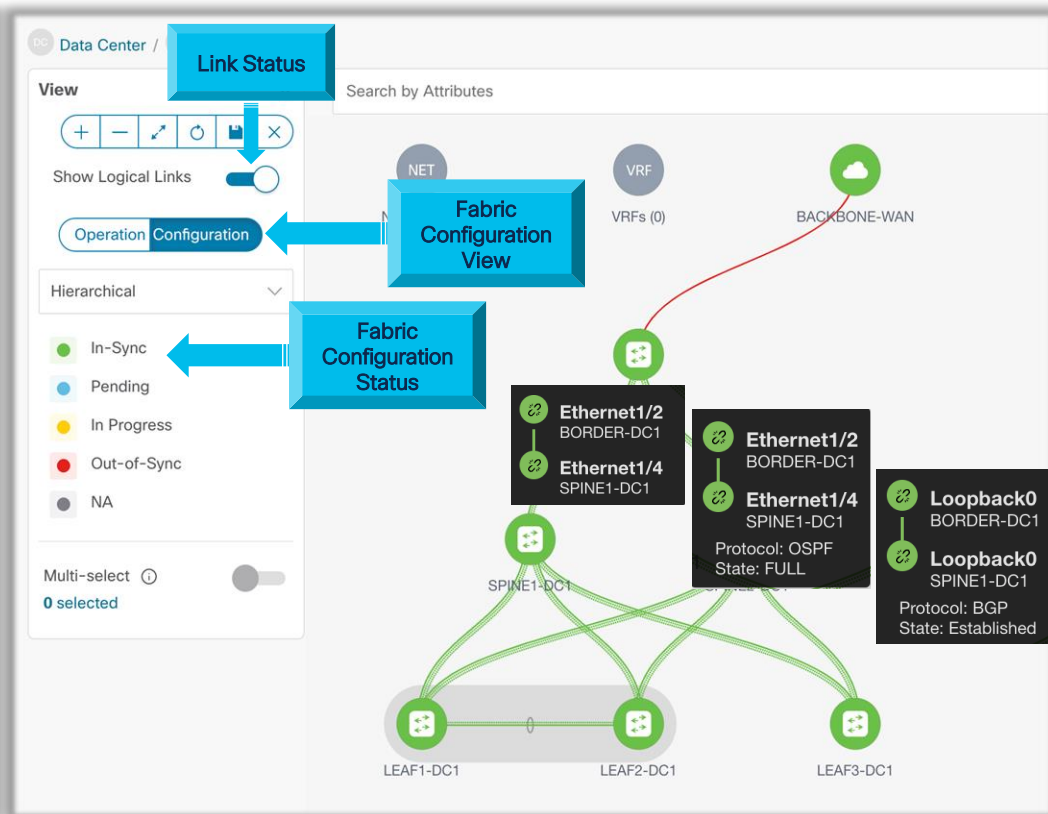 DC Data Center /
Link Status
View
Search by Attributes
Show Logical Links
NET
VRF
N
VRFs (0)
BACKBONE-WAN
Operation Configuration
Fabric
Configuration
View
Hierarchical
In-Sync
Pending
In Progress
Out-of-Sync
NA
Fabric
Configuration
Status
Ethernet1/2
BORDER-DC1
Ethernet1/4
SPINE1-DC1
Ethernet1/2
BORDER-DC1
Ethernet1/4
SPINE1-DC1
Protocol: OSPF
State: FULL
Loopback0
BORDER-DC1
Loopback0
SPINE1-DC1
Protocol: BGP
State: Established
Multi-select
0 selected
SPINE1-DC1
SPINE2-DC1
LEAF1-DC1
LEAF2-DC1
LEAF3-DC1